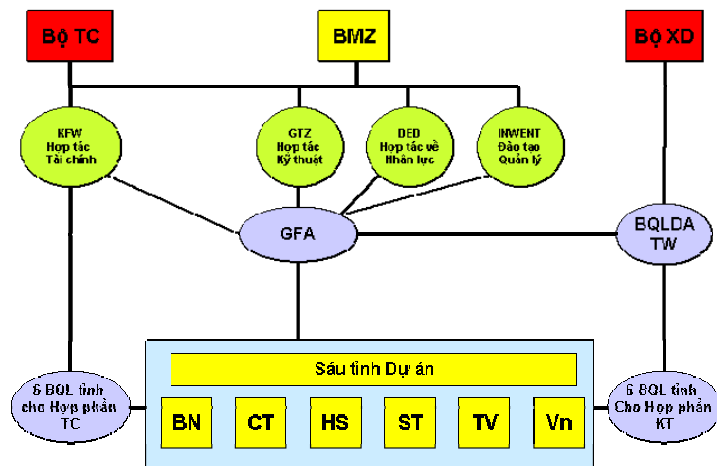 Bộ TC
BMZ
Bộ XD
KFW
Hợp tác
Tài chính
GTZ
Hợp tác
Kỹ thuật
DED
Hợp tác về
Nhân lực
INWENT
Đào tạo
Quản lý
GFA
BQLDA
TW
Sáu tỉnh Dự án
6 BQL tỉnh
cho Hợp phần
TC
BN
CT
HS
ST
TV
Vn
6 BQL tỉnh
Cho Hợp phần
KT